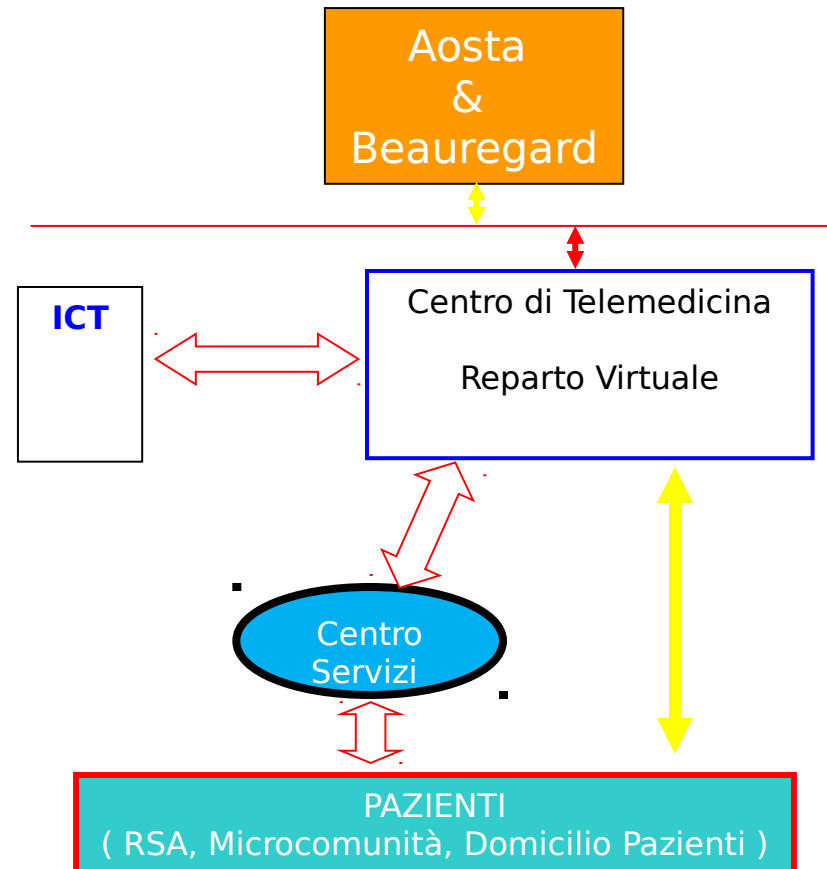 Aosta
&
Beauregard
ICT
Centro di Telemedicina
Reparto Virtuale
Centro
Servizi
PAZIENTI
( RSA, Microcomunità, Domicilio Pazienti )